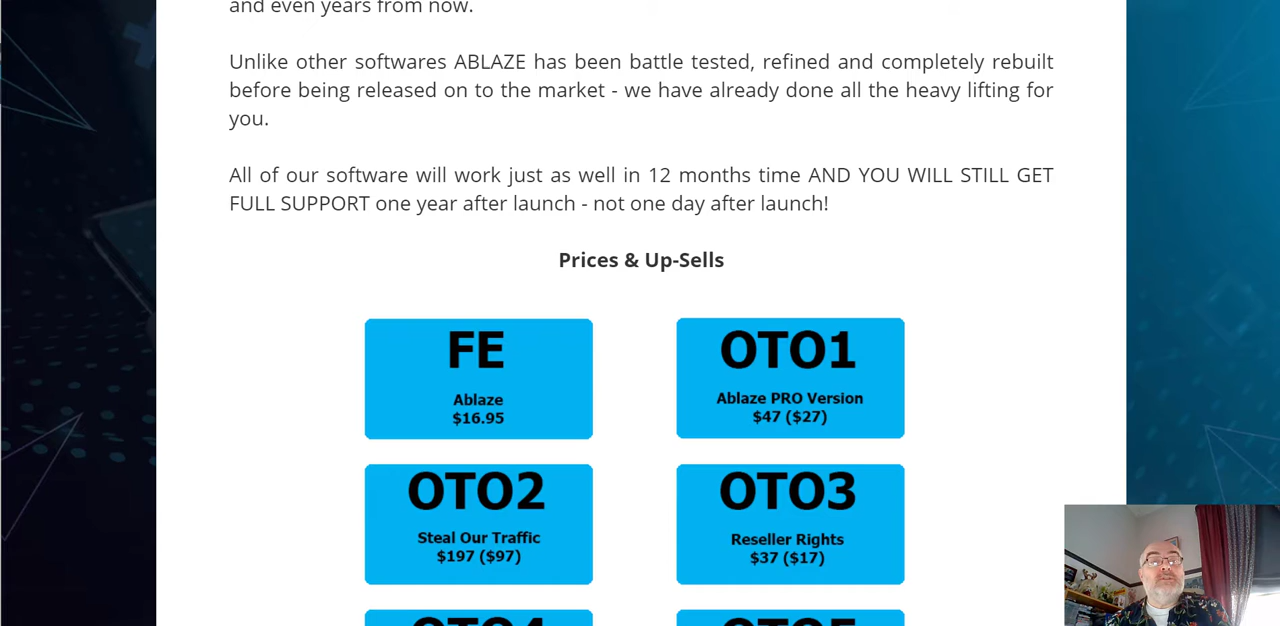 and even years from now.
Unlike other softwares ABLAZE has been battle tested, refined and completely rebuilt
before being released on to the market - we have already done all the heavy lifting for
you.
All of our software will work just as well in 12 months time AND YOU WILL STILL GET
FULL SUPPORT one year after launch - not one day after launch!
Prices & Up-Sells
FE
Ablaze
$16.95
OTO1
Ablaze PRO Version
$47 ($27)
OTO2
Steal Our Traffic
$197 ($97)
OTO3
Reseller Rights
$37 ($17)
OTO4
OTO5